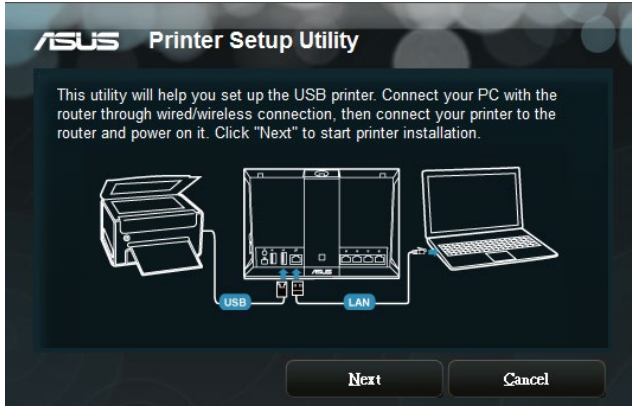 ASUS Printer Setup Utility
This utility will help you set up the USB printer. Connect your PC with the
router through wired/wireless connection, then connect your printer to the
router and power on it. Click "Next" to start printer installation.
ASUS
USB
LAN
Next
Cancel